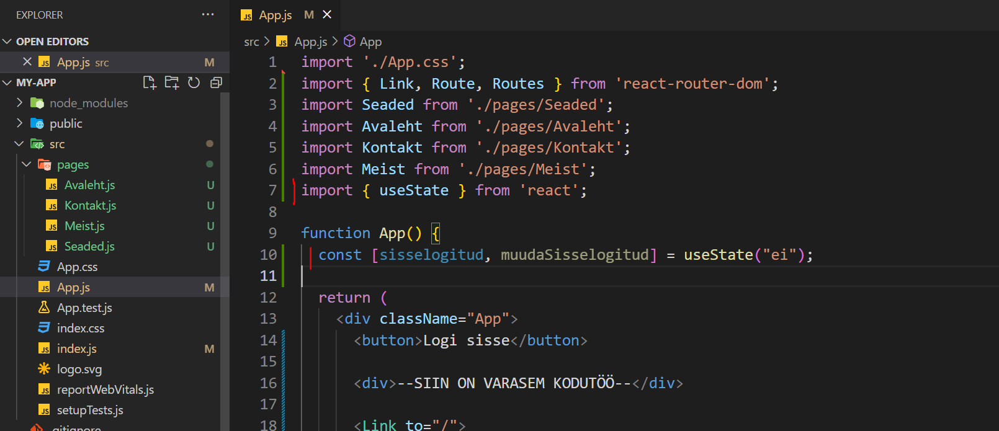 EXPLORER
OPEN EDITORS
App.js src M
MY-APP
node_modules
public
src
pages
Avaleht.js U
Kontakt.js U
Meist.js U
Seaded.js U
App.css
App.js M
App.test.js
index.css
index.js M
logo.svg
reportWebVitals.js
setupTests.js
.gitignore
JS App.js M
src > JS App.js > App
1 import './App.css';
2 import { Link, Route, Routes } from 'react-router-dom';
3 import Seaded from './pages/Seaded';
4 import Avaleht from './pages/Avaleht';
5 import Kontakt from './pages/Kontakt';
6 import Meist from './pages/Meist';
7 import { useState } from 'react';
8
9 function App() {
10 const [sisselogitud, muudaSisselogitud] = useState("ei");
11
12 return (
13 <div className="App">
14 <button>Logi sisse</button>
15
16 <div>--SIIN ON VARASEM KODUTÖÖ--</div>
17
18 <Link to="/">